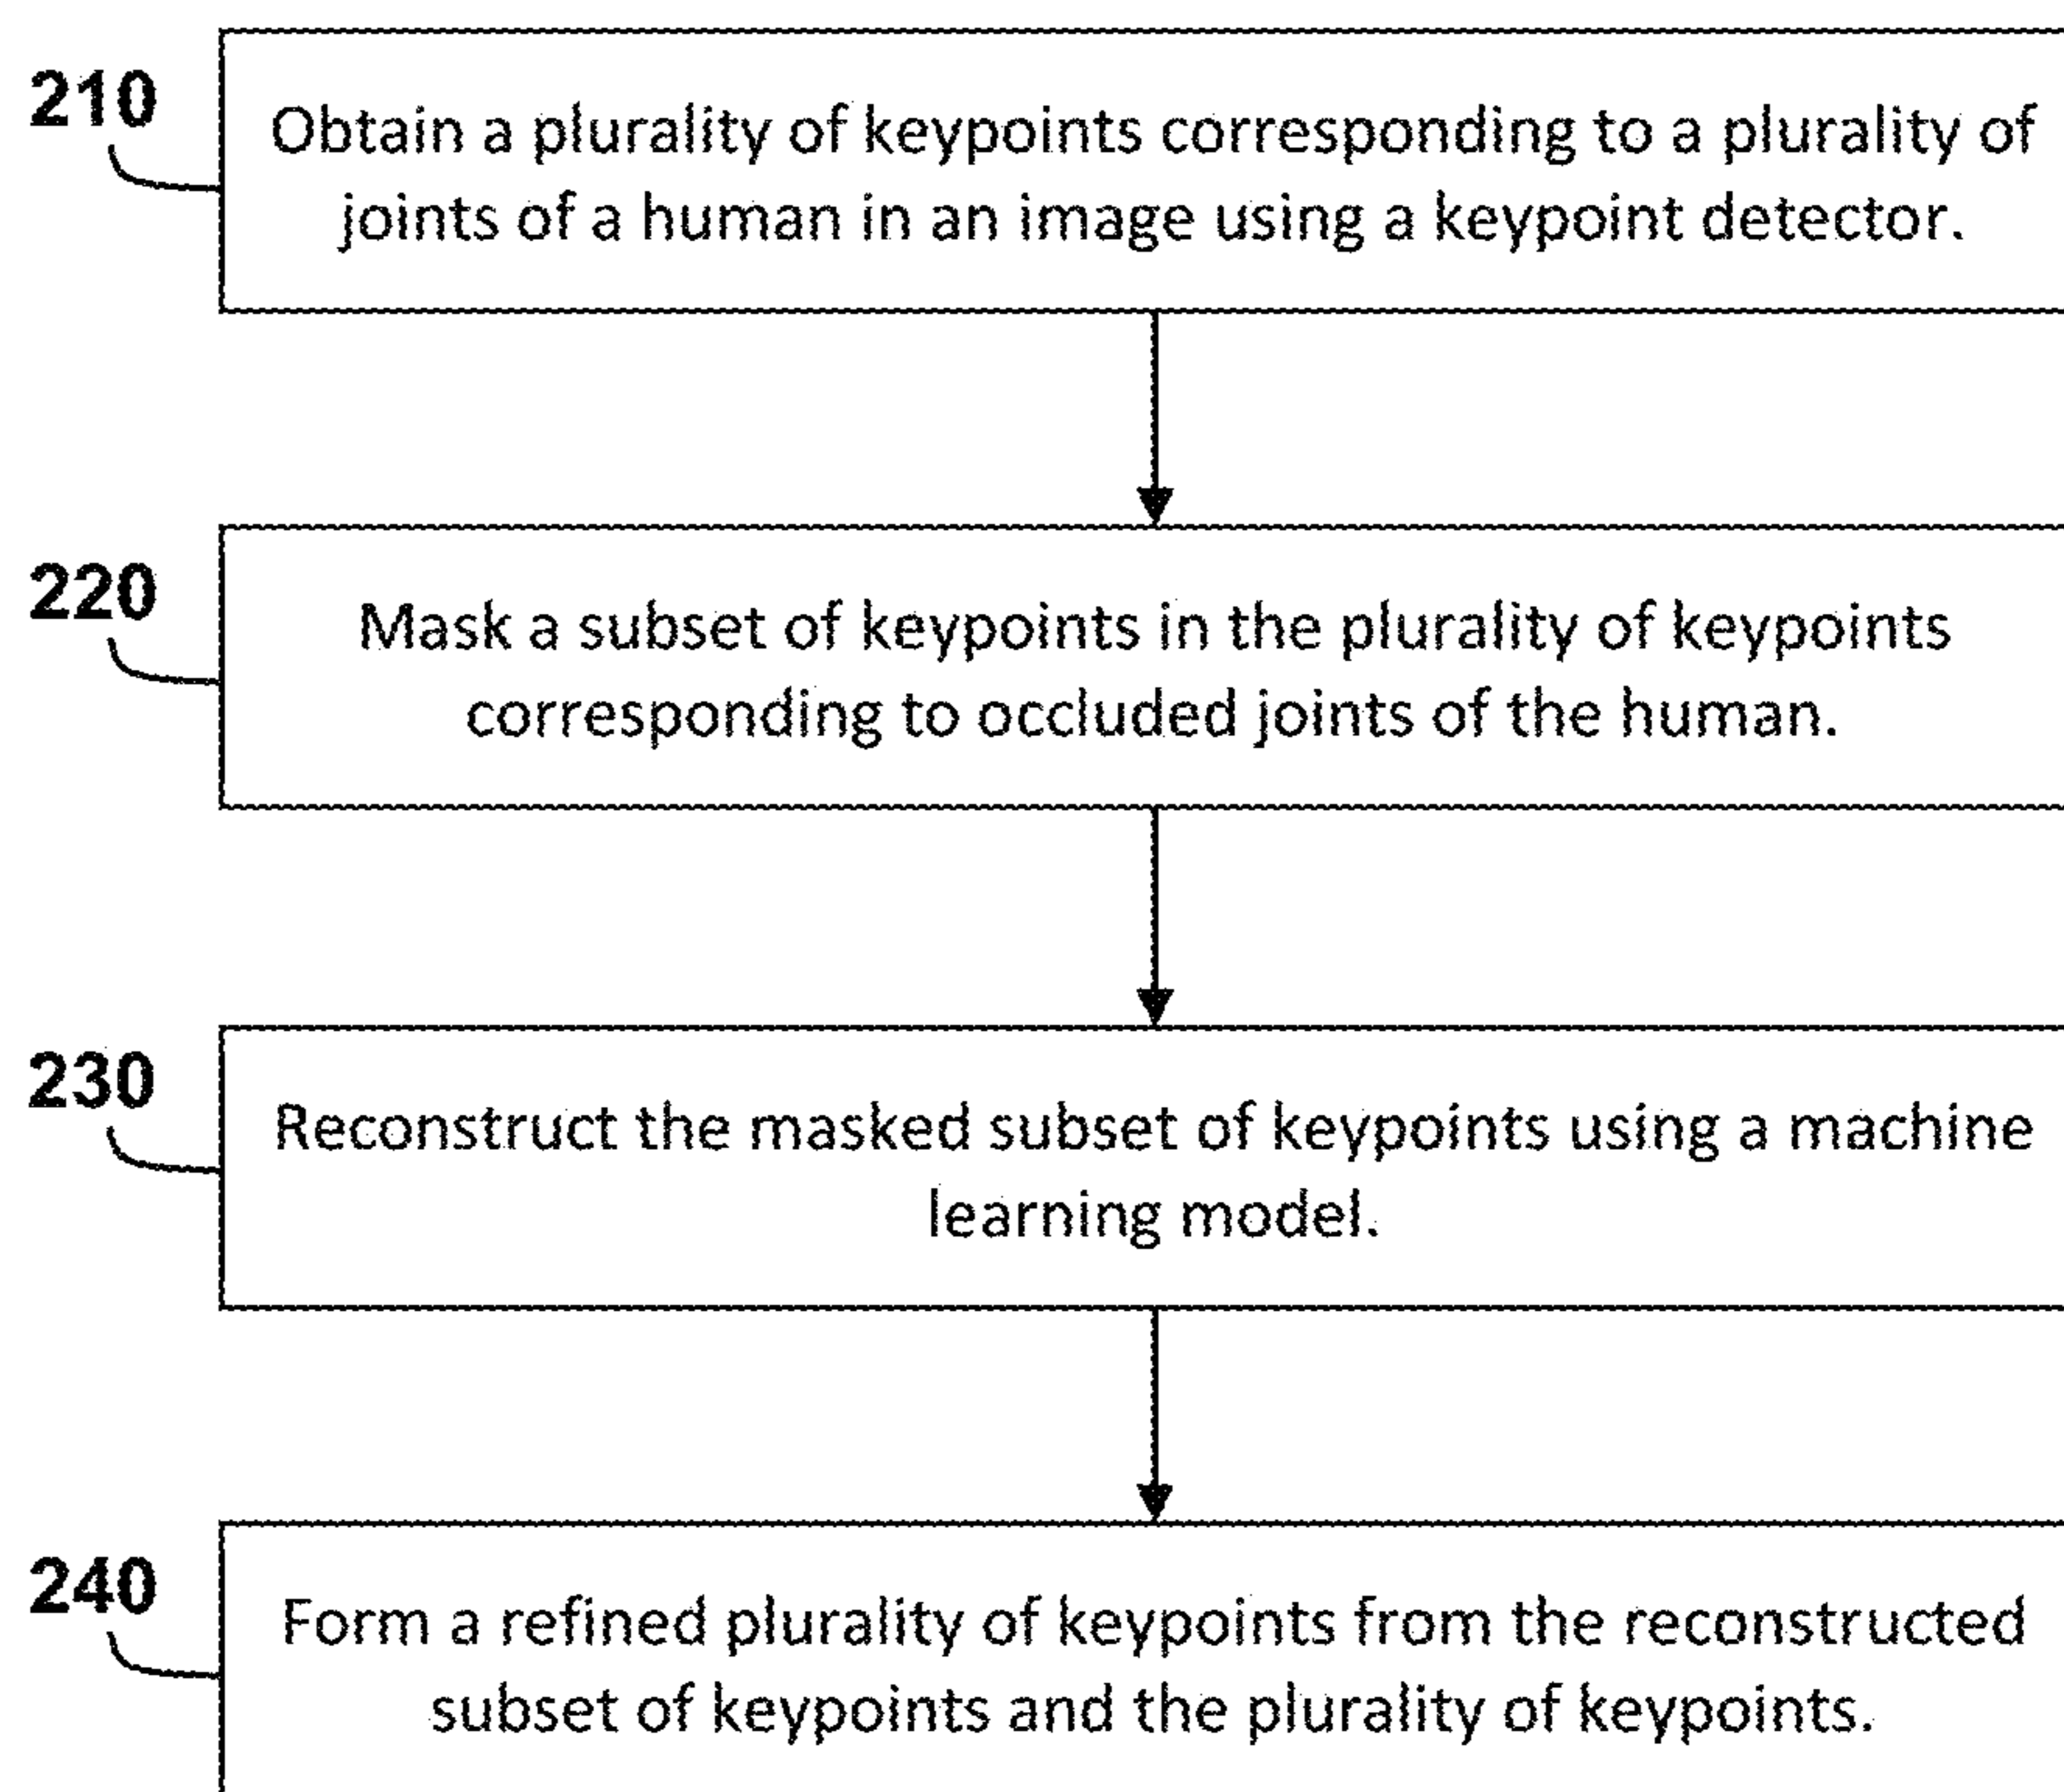 210
Obtain a plurality of keypoints corresponding to a plurality of
joints of a human in an image using a keypoint detector.
220
Mask a subset of keypoints in the plurality of keypoints
corresponding to occluded joints of the human.
230
Reconstruct the masked subset of keypoints using a machine
learning model.
240
Form a refined plurality of keypoints from the reconstructed
subset of keypoints and the plurality of keypoints.